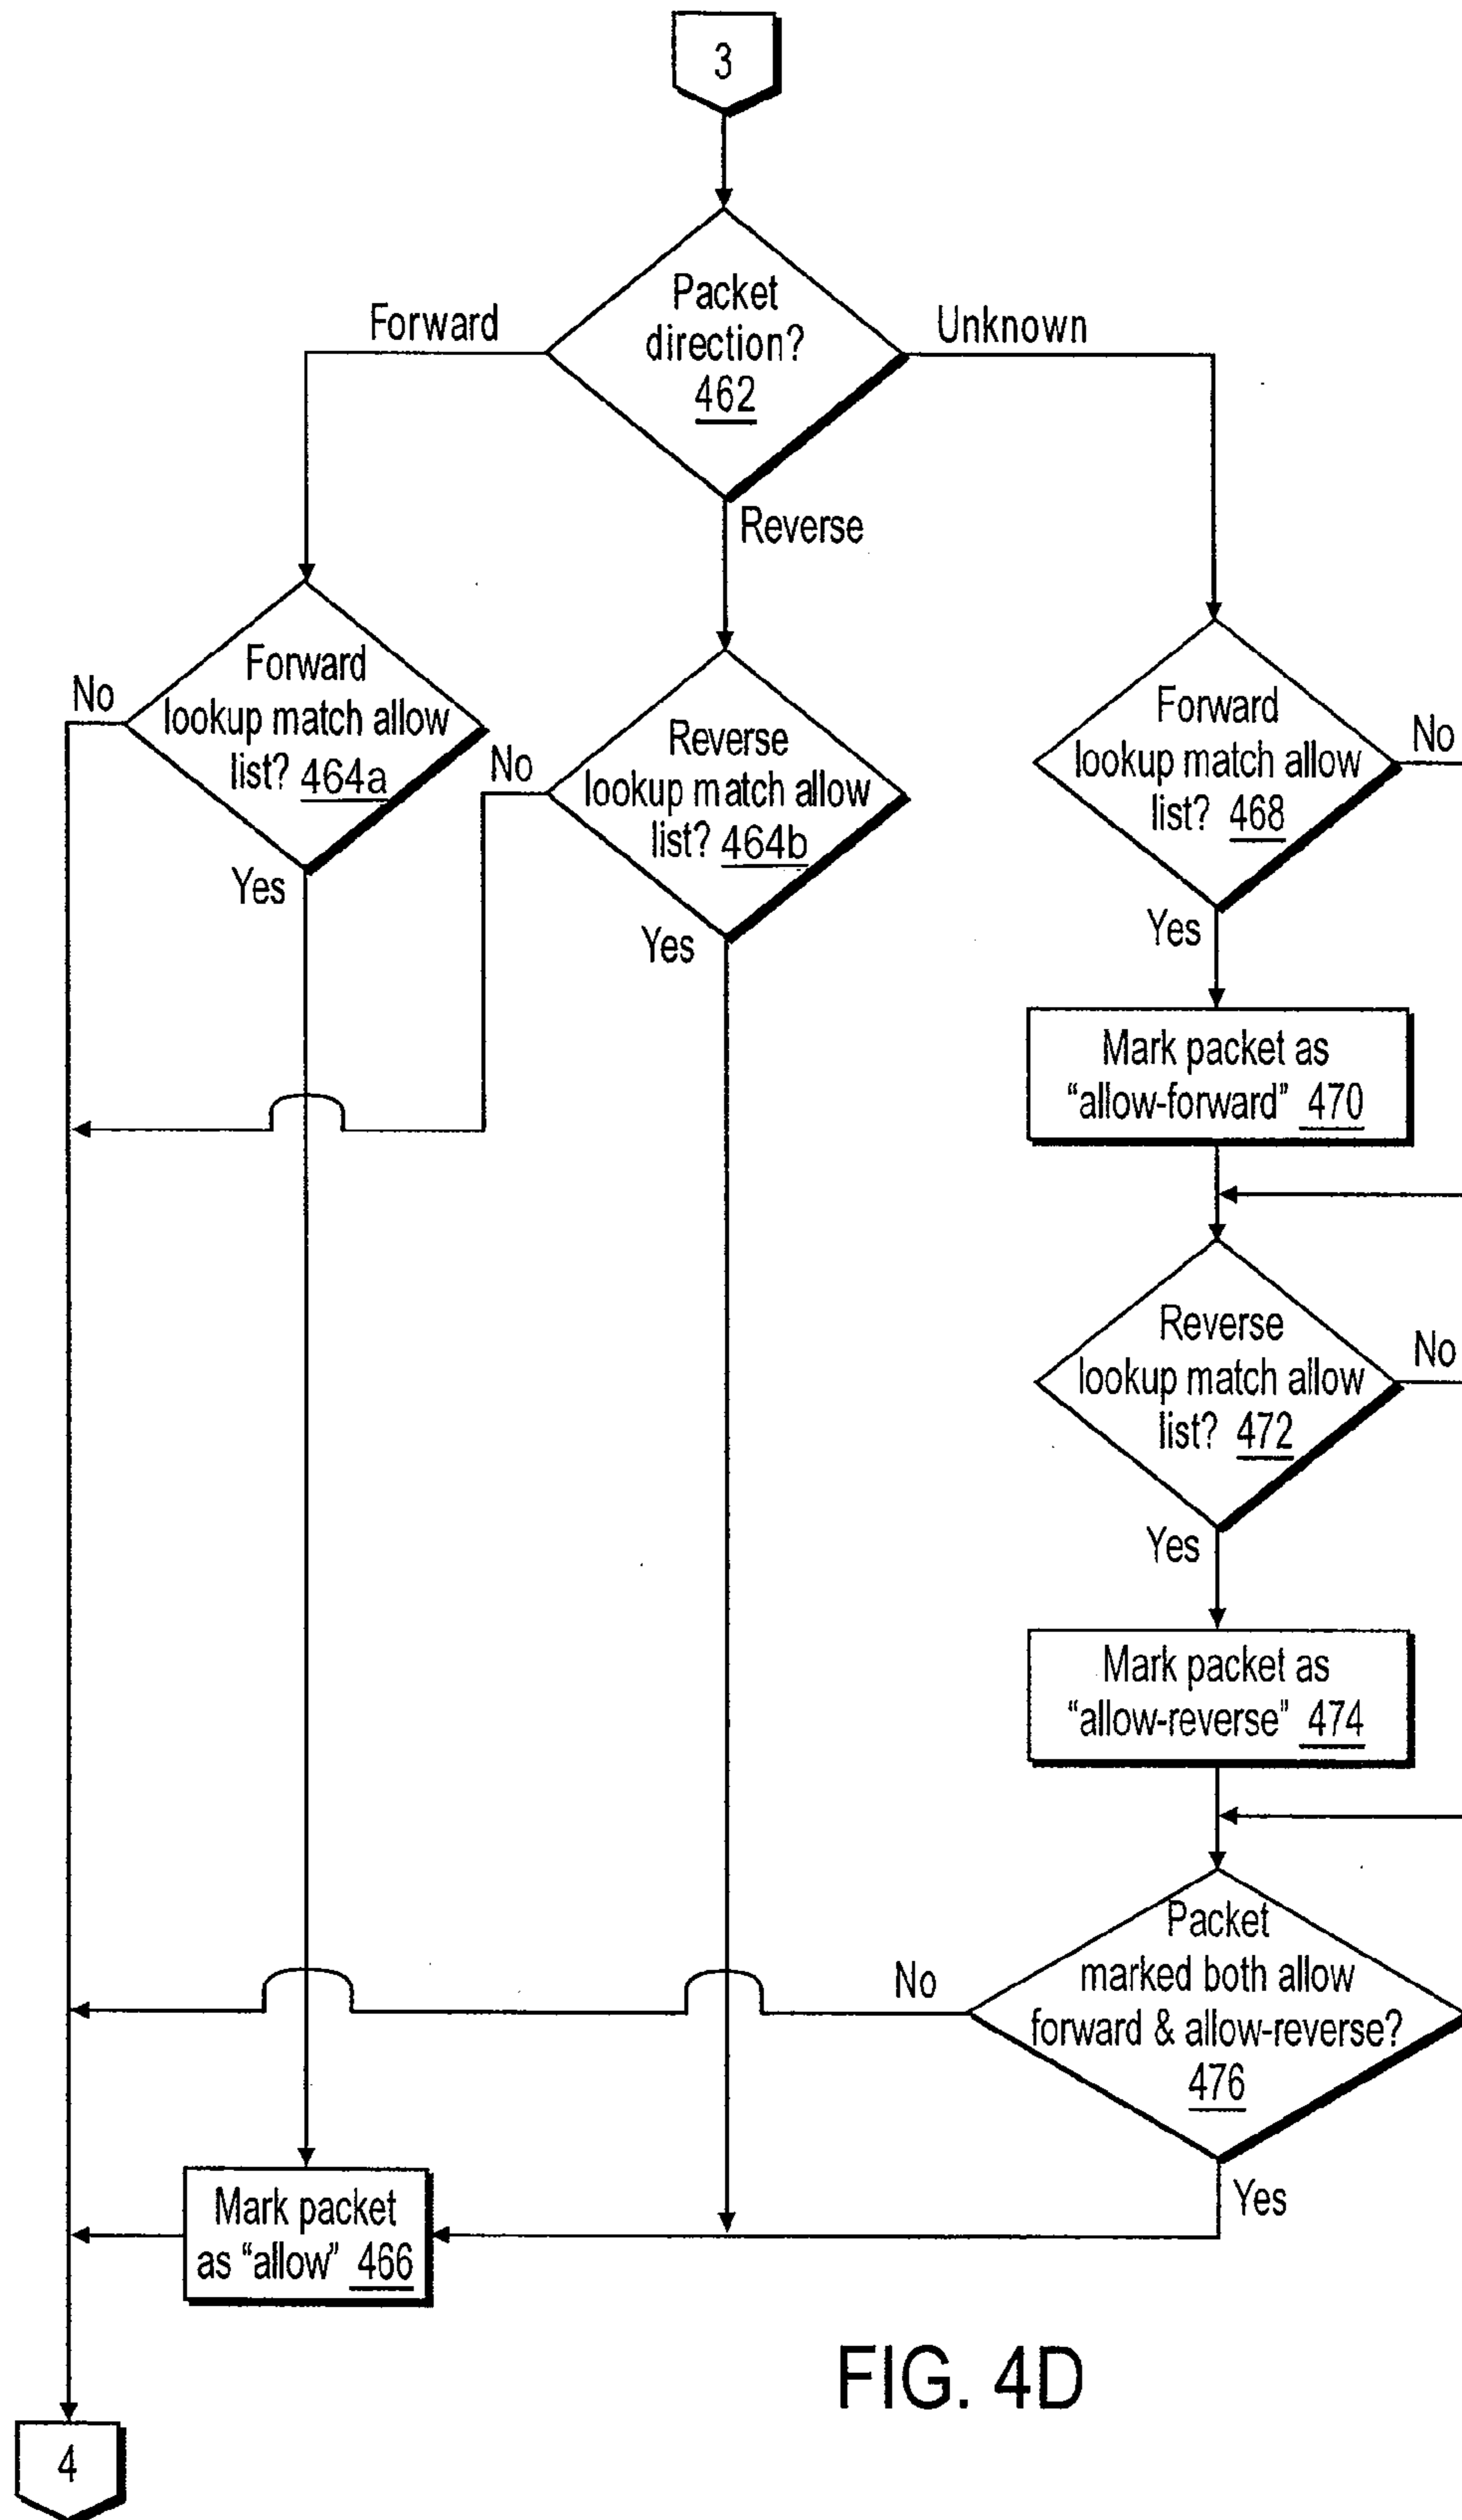 3
Packet
direction?
462
Forward
Unknown
Reverse
Forward
lookup match allow
list? 464a
No
Yes
Reverse
lookup match allow
list? 464b
No
Yes
Forward
lookup match allow
list? 468
No
Yes
Mark packet as
“allow-forward” 470
Reverse
lookup match allow
list? 472
No
Yes
Mark packet as
“allow-reverse” 474
Packet
marked both allow
forward & allow-reverse?
476
No
Yes
Mark packet
as “allow” 466
FIG. 4D
4